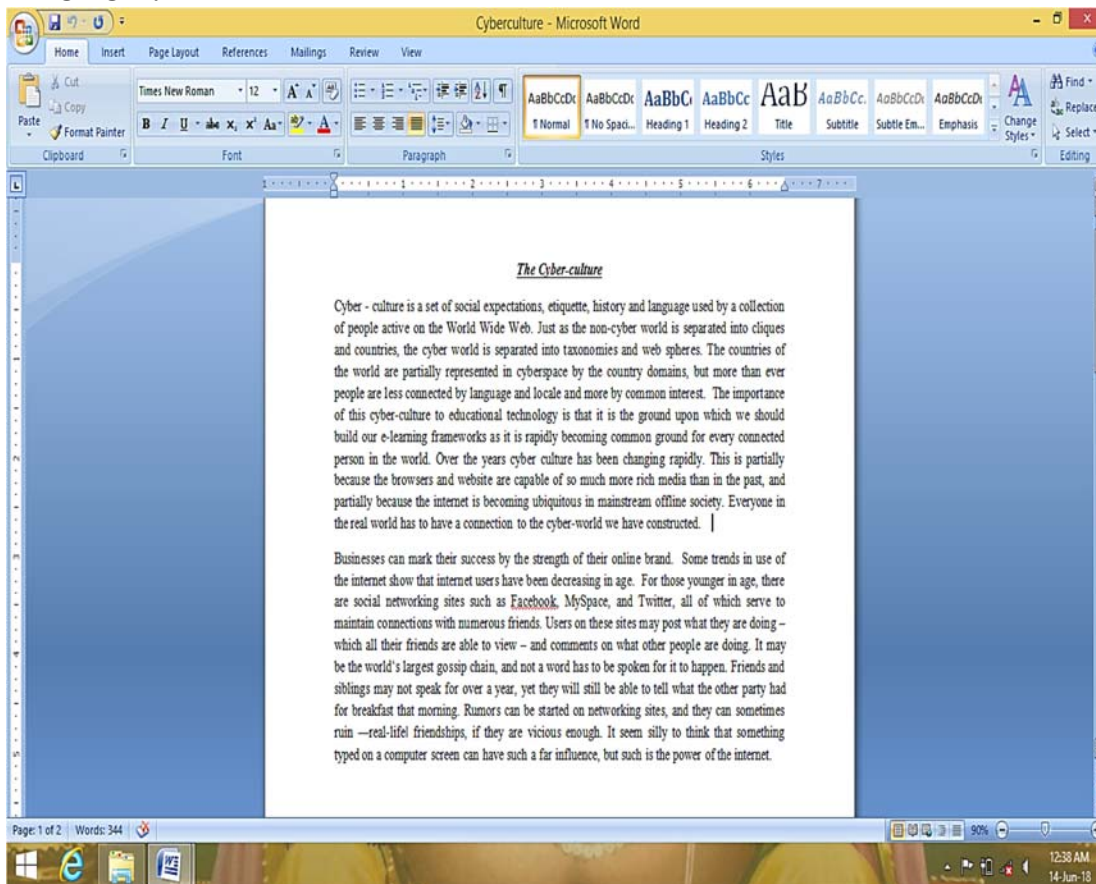 Cyberculture - Microsoft Word
Home Insert Page Layout References Mailings Review View
Cut
Copy
Paste
Format Painter
Clipboard
Times New Roman 12
B I U abe X₂ X² Aa
Font
Paragraph
AaBbCcDc AaBbCcDc AaBbC AaBbCc AaB AaBbCc. AaBbCcDc AaBbCcDc
¶ Normal ¶ No Spaci... Heading 1 Heading 2 Title Subtitle Subtle Em... Emphasis
Change Styles
Styles
Find
Replace
Select
Editing
1 1 2 3 4 5 6 7
The Cyber-culture
Cyber - culture is a set of social expectations, etiquette, history and language used by a collection
of people active on the World Wide Web. Just as the non-cyber world is separated into cliques
and countries, the cyber world is separated into taxonomies and web spheres. The countries of
the world are partially represented in cyberspace by the country domains, but more than ever
people are less connected by language and locale and more by common interest. The importance
of this cyber-culture to educational technology is that it is the ground upon which we should
build our e-learning frameworks as it is rapidly becoming common ground for every connected
person in the world. Over the years cyber culture has been changing rapidly. This is partially
because the browsers and website are capable of so much more rich media than in the past, and
partially because the internet is becoming ubiquitous in mainstream offline society. Everyone in
the real world has to have a connection to the cyber-world we have constructed.
Businesses can mark their success by the strength of their online brand. Some trends in use of
the internet show that internet users have been decreasing in age. For those younger in age, there
are social networking sites such as Facebook, MySpace, and Twitter, all of which serve to
maintain connections with numerous friends. Users on these sites may post what they are doing –
which all their friends are able to view – and comments on what other people are doing. It may
be the world's largest gossip chain, and not a word has to be spoken for it to happen. Friends and
siblings may not speak for over a year, yet they will still be able to tell what the other party had
for breakfast that morning. Rumors can be started on networking sites, and they can sometimes
ruin ―real-life‖ friendships, if they are vicious enough. It seem silly to think that something
typed on a computer screen can have such a far influence, but such is the power of the internet.
Page: 1 of 2 Words: 344
90%
12:38 AM
14-Jun-18